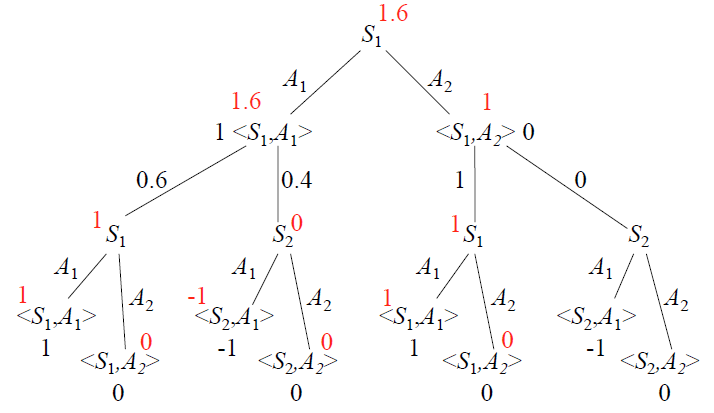 1.6
S1
A1 A2
1.6 1
1 <S1,A1> <S1,A2> 0
0.6 0.4 1 0
1 S1 S2 0 1 S1 S2
A1 A2 A1 A2 A1 A2 A1 A2
1 -1 1
<S1,A1> <S2,A1> <S1,A1> <S2,A1>
0 0 0
1 -1 1 -1
<S1,A2> <S2,A2> <S1,A2> <S2,A2>
0 0 0 0